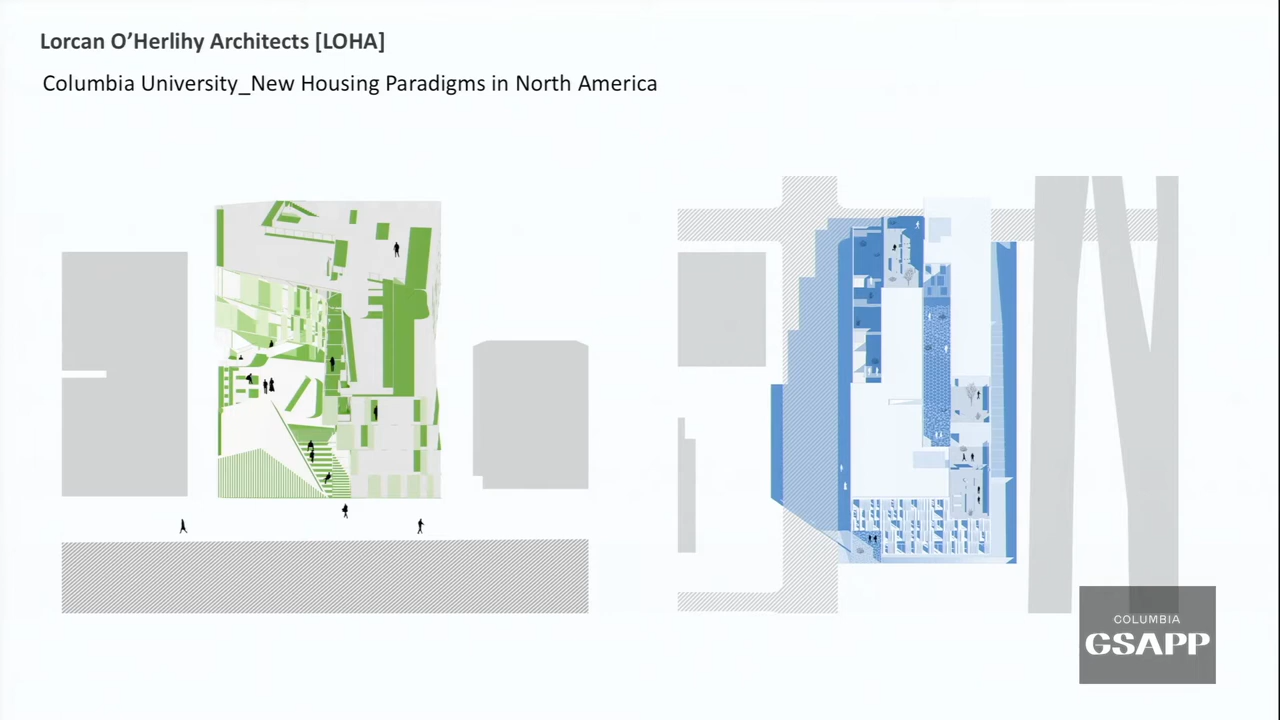 Lorcan O’Herlihy Architects [LOHA]
Columbia University_New Housing Paradigms in North America
COLUMBIA
GSAPP